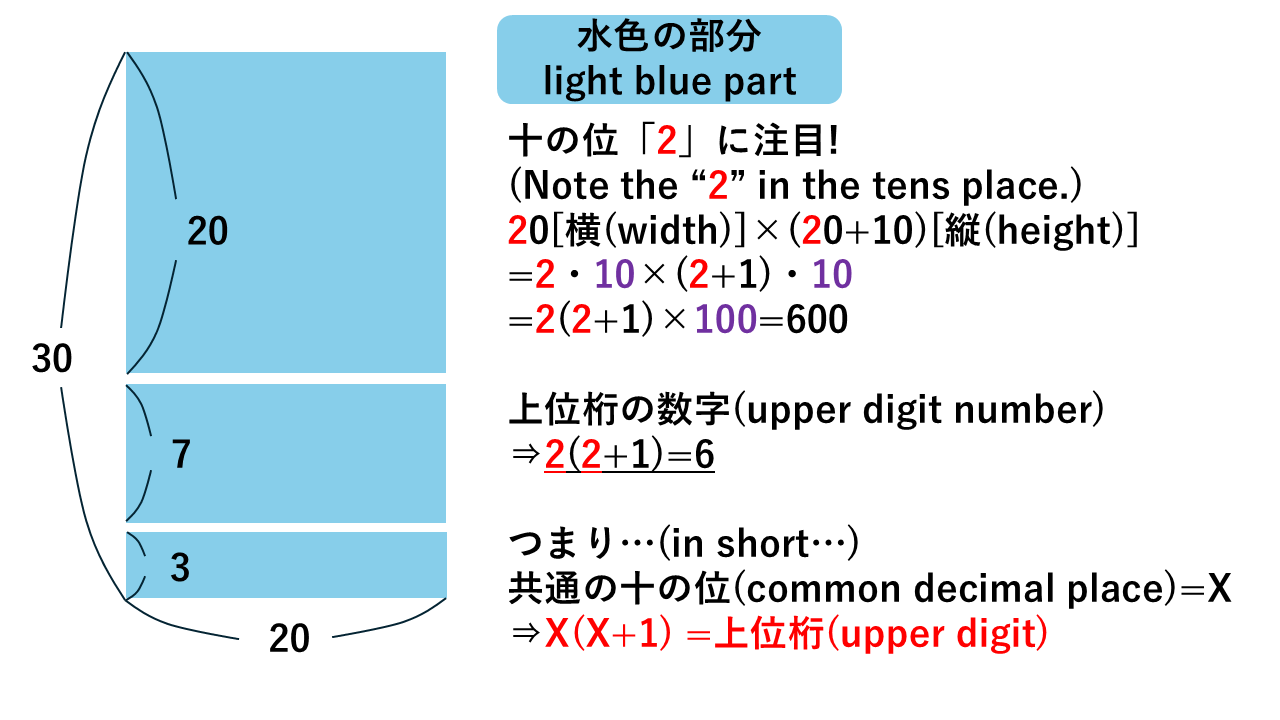 水色の部分
light blue part
十の位「2」に注目!
(Note the “2” in the tens place.)
20[横(width)]×(20+10)[縦(height)]
=2・10×(2+1)・10
=2(2+1)×100=600
上位桁の数字(upper digit number)
⇒2(2+1)=6
つまり…(in short…)
共通の十の位(common decimal place)=X
⇒X(X+1) =上位桁(upper digit)
20
30
7
3
20